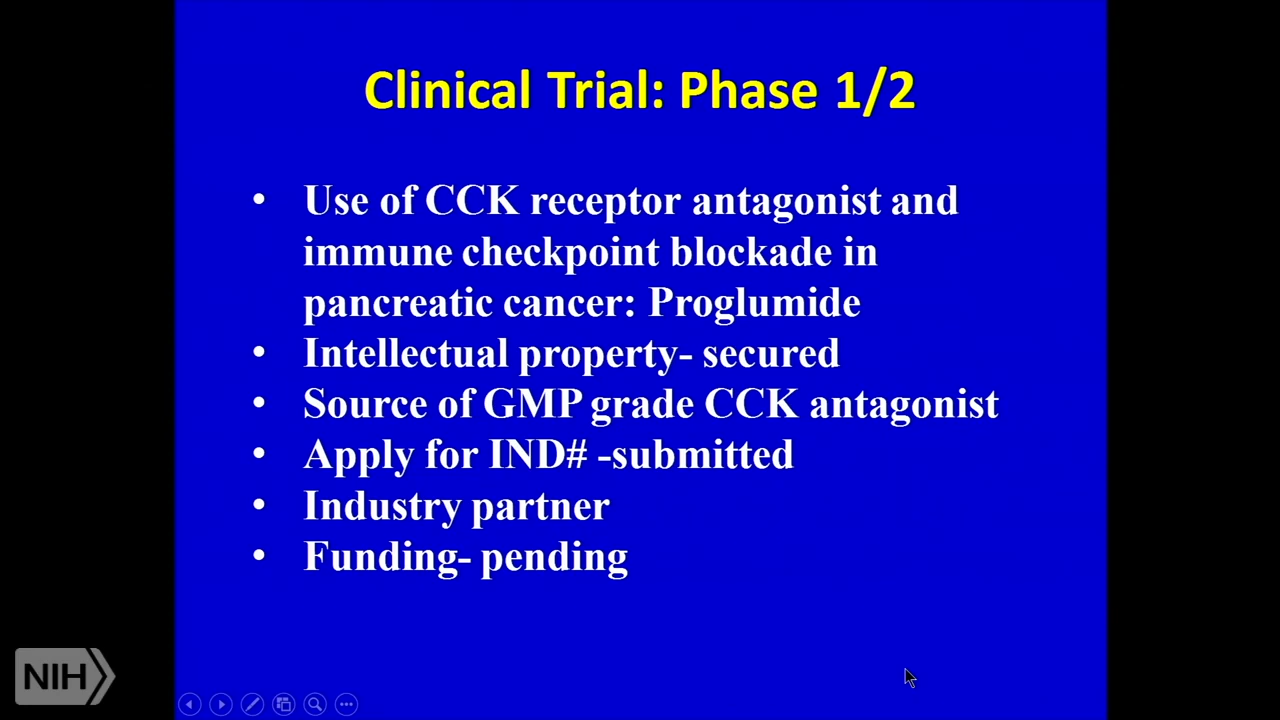 Clinical Trial: Phase 1/2
• Use of CCK receptor antagonist and
immune checkpoint blockade in
pancreatic cancer: Proglumide
• Intellectual property- secured
• Source of GMP grade CCK antagonist
• Apply for IND# -submitted
• Industry partner
• Funding- pending
NIH